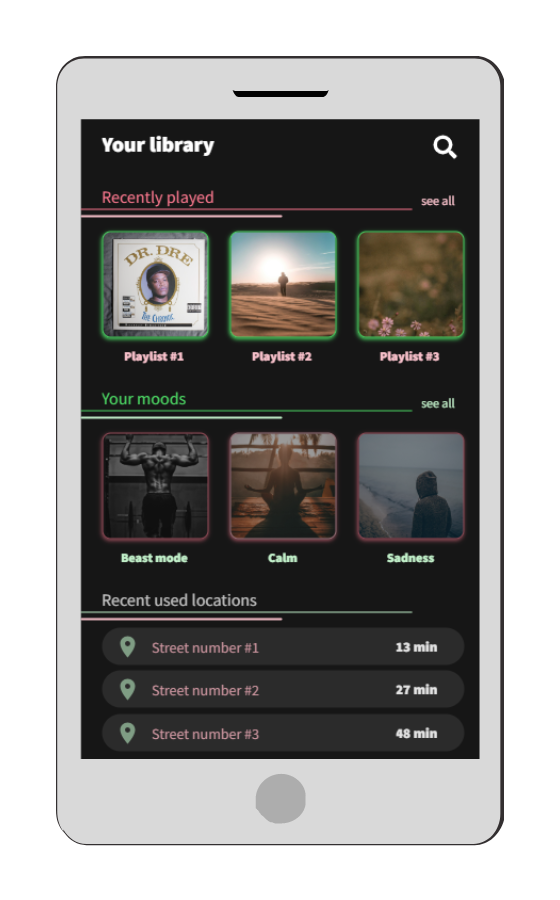 Your library
Recently played
see all
DR. DRE
THE CHRONIC
Playlist #1
Playlist #2
Playlist #3
Your moods
see all
Beast mode
Calm
Sadness
Recent used locations
Street number #1
13 min
Street number #2
27 min
Street number #3
48 min